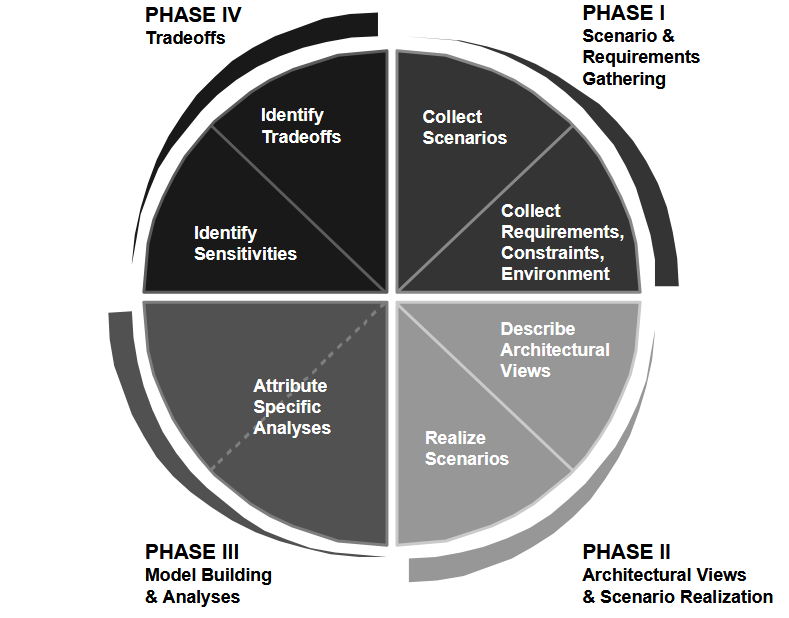 PHASE IV
Tradeoffs
PHASE I
Scenario &
Requirements
Gathering
Identify
Tradeoffs
Collect
Scenarios
Identify
Sensitivities
Collect
Requirements,
Constraints,
Environment
Attribute
Specific
Analyses
Describe
Architectural
Views
Realize
Scenarios
PHASE III
Model Building
& Analyses
PHASE II
Architectural Views
& Scenario Realization